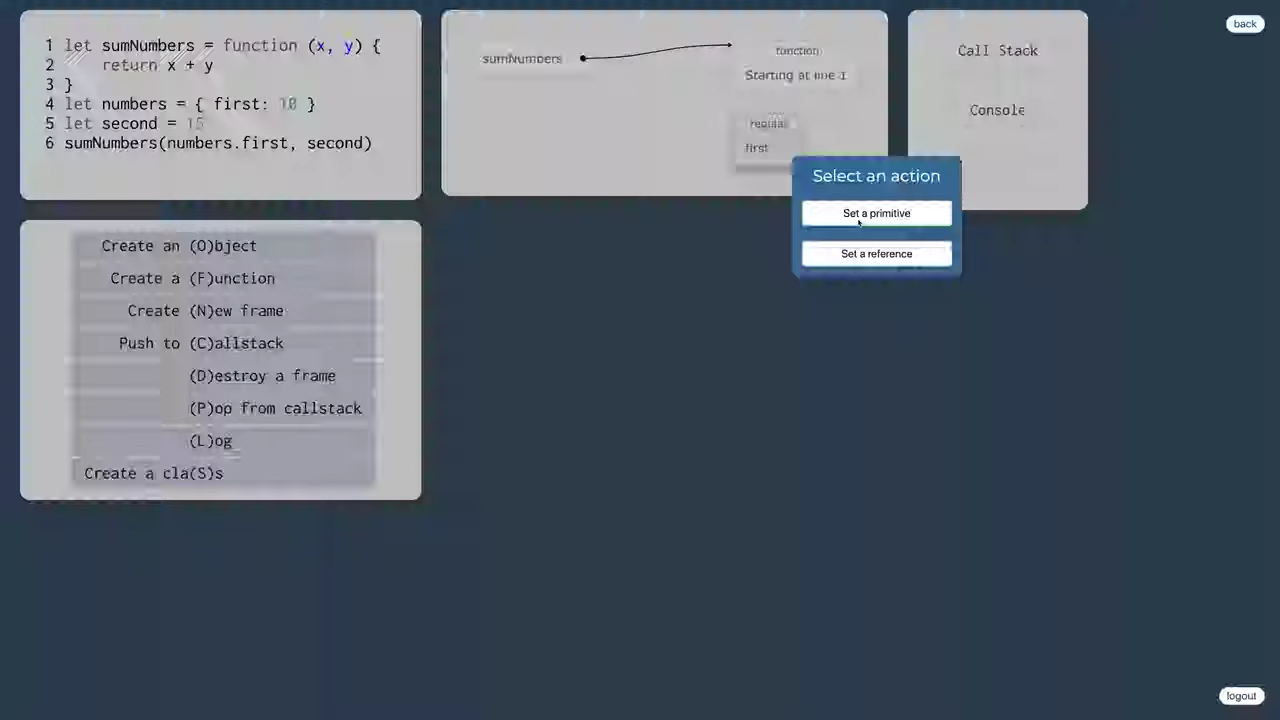 1 let sumNumbers = function (x, y) {
2 return x + y
3 }
4 let numbers = { first: 10 }
5 let second = 15
6 sumNumbers(numbers.first, second)
sumNumbers
function
Starting at line 1
regular
first
Call Stack
Console
back
Select an action
Set a primitive
Set a reference
Create an (O)bject
Create a (F)unction
Create (N)ew frame
Push to (C)allstack
(D)estroy a frame
(P)op from callstack
(L)og
Create a cla(S)s
logout